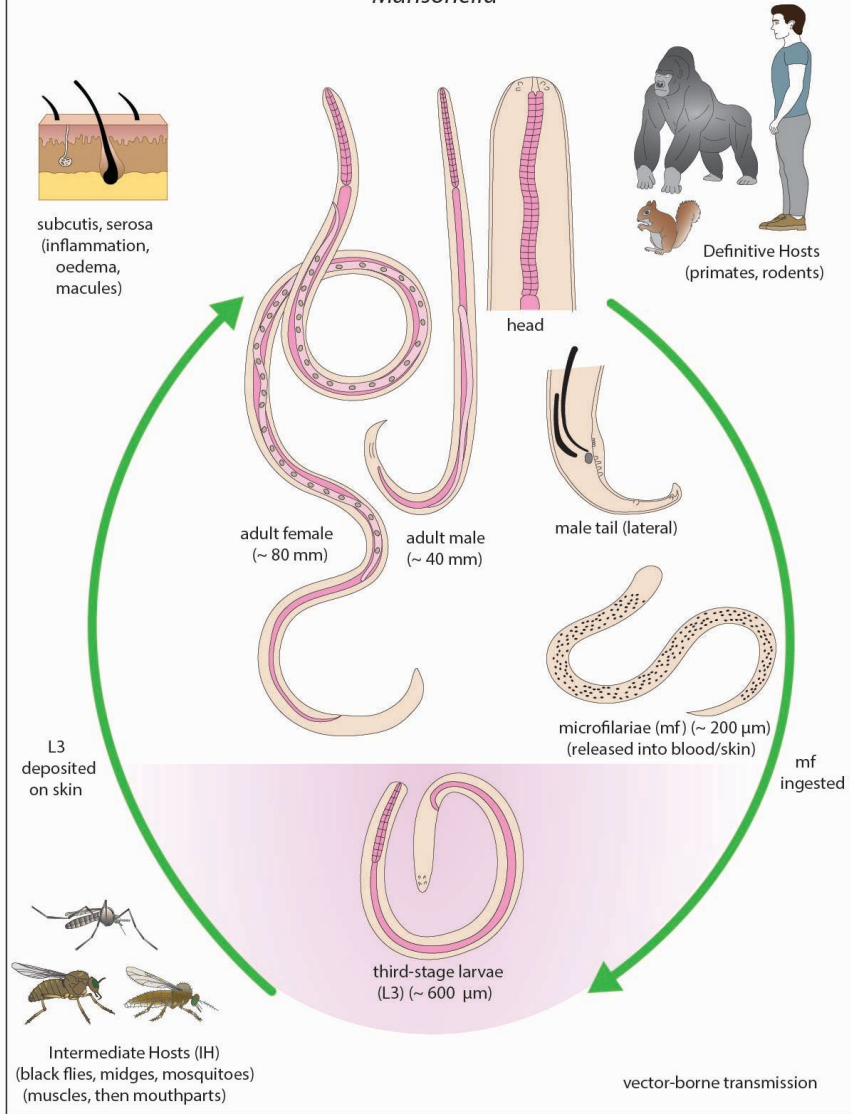 Mansonella
subcutis, serosa
(inflammation,
oedema,
macules)
Definitive Hosts
(primates, rodents)
head
adult female
(~ 80 mm)
adult male
(~ 40 mm)
male tail (lateral)
microfilariae (mf) (~ 200 µm)
(released into blood/skin)
L3
deposited
on skin
mf
ingested
third-stage larvae
(L3) (~ 600 µm)
Intermediate Hosts (IH)
(black flies, midges, mosquitoes)
(muscles, then mouthparts)
vector-borne transmission